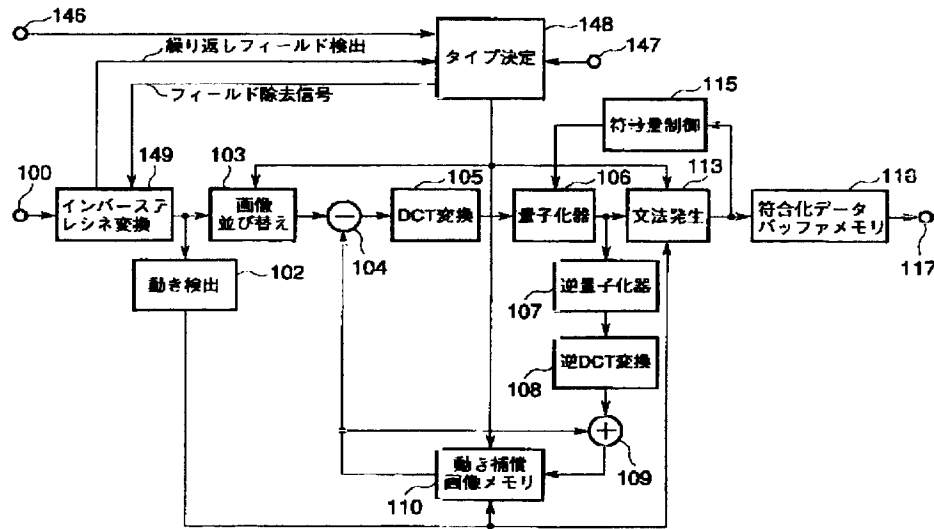 146
148
繰り返しフィールド検出
タイプ決定
147
フィールド除去信号
115
符号量制御
100
149
103
105
106
113
116
インバーステ
レシネ変換
画像
並び替え
DCT変換
量子化器
文法発生
符合化データ
バッファメモリ
104
117
102
動き検出
107
逆量子化器
108
逆DCT変換
109
動き補償
画像メモリ
110